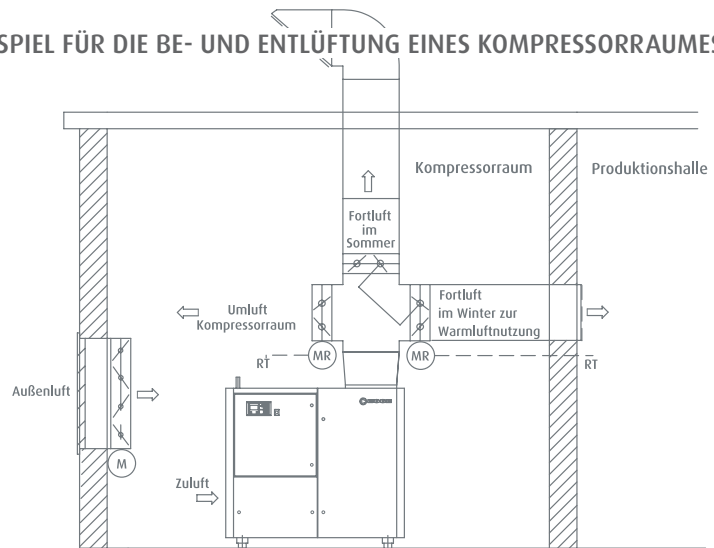 SPIEL FÜR DIE BE- UND ENTLÜFTUNG EINES KOMPRESSORRAUMES
Kompressorraum
Produktionshalle
Fortluft
im
Sommer
Umluft
Kompressorraum
Fortluft
im Winter zur
Warmluftnutzung
RT
MR
MR
RT
Außenluft
M
Zuluft